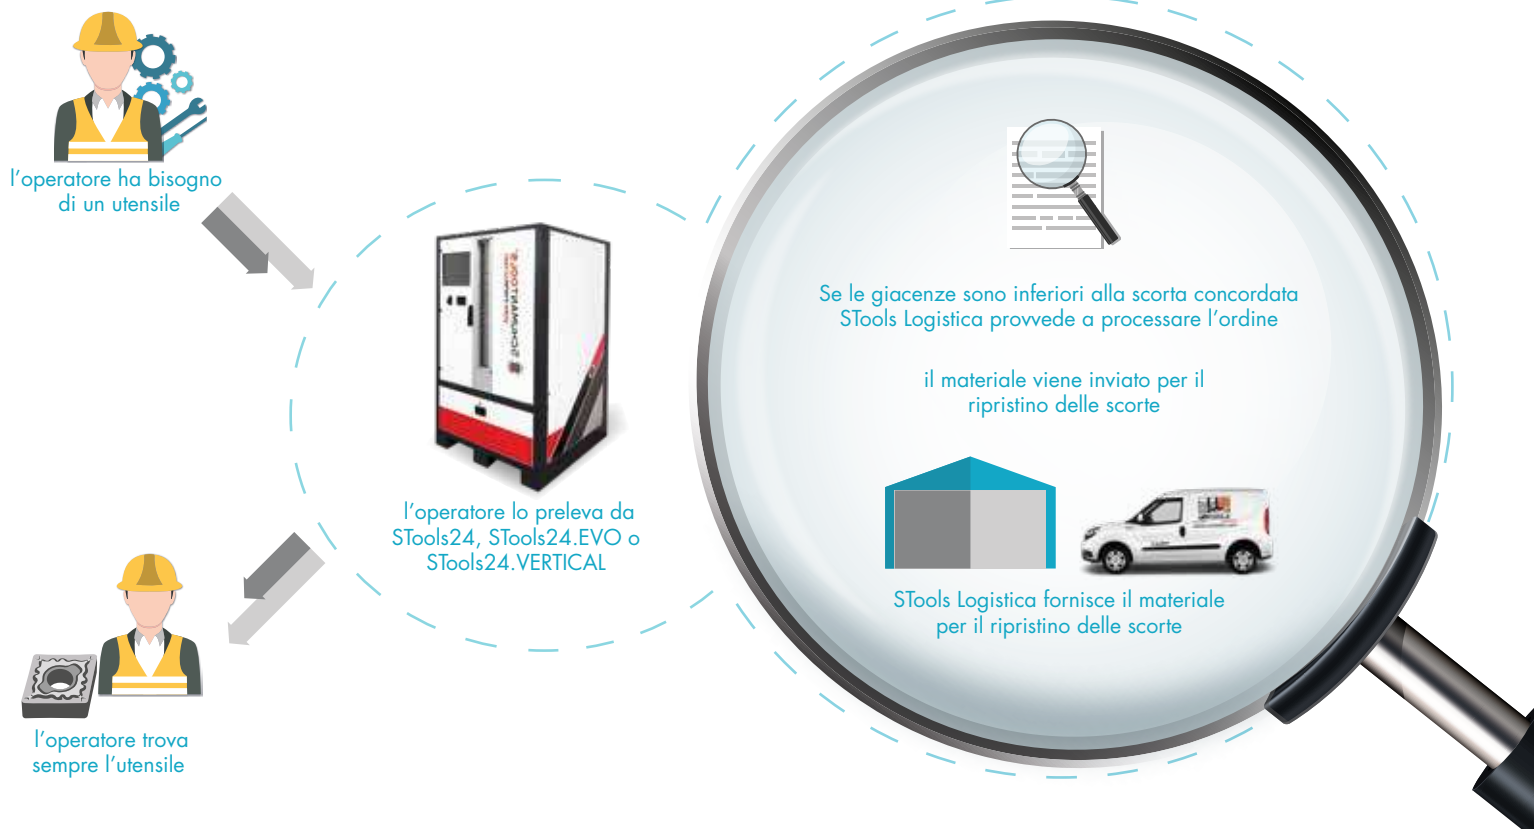 l'operatore ha bisogno
di un utensile
l'operatore lo preleva da
STools24, STools24.EVO o
STools24.VERTICAL
l'operatore trova
sempre l'utensile
Se le giacenze sono inferiori alla scorta concordata
STools Logistica provvede a processare l'ordine
il materiale viene inviato per il
ripristino delle scorte
STools Logistica fornisce il materiale
per il ripristino delle scorte